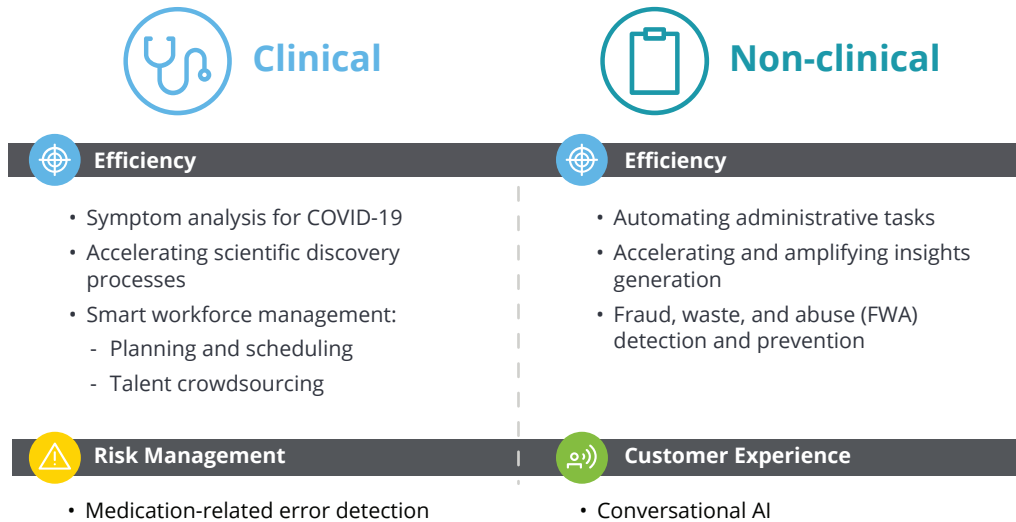 Clinical
Non-clinical
Efficiency
• Symptom analysis for COVID-19
• Accelerating scientific discovery
processes
• Smart workforce management:
- Planning and scheduling
- Talent crowdsourcing
Efficiency
• Automating administrative tasks
• Accelerating and amplifying insights
generation
• Fraud, waste, and abuse (FWA)
detection and prevention
Risk Management
• Medication-related error detection
Customer Experience
• Conversational AI